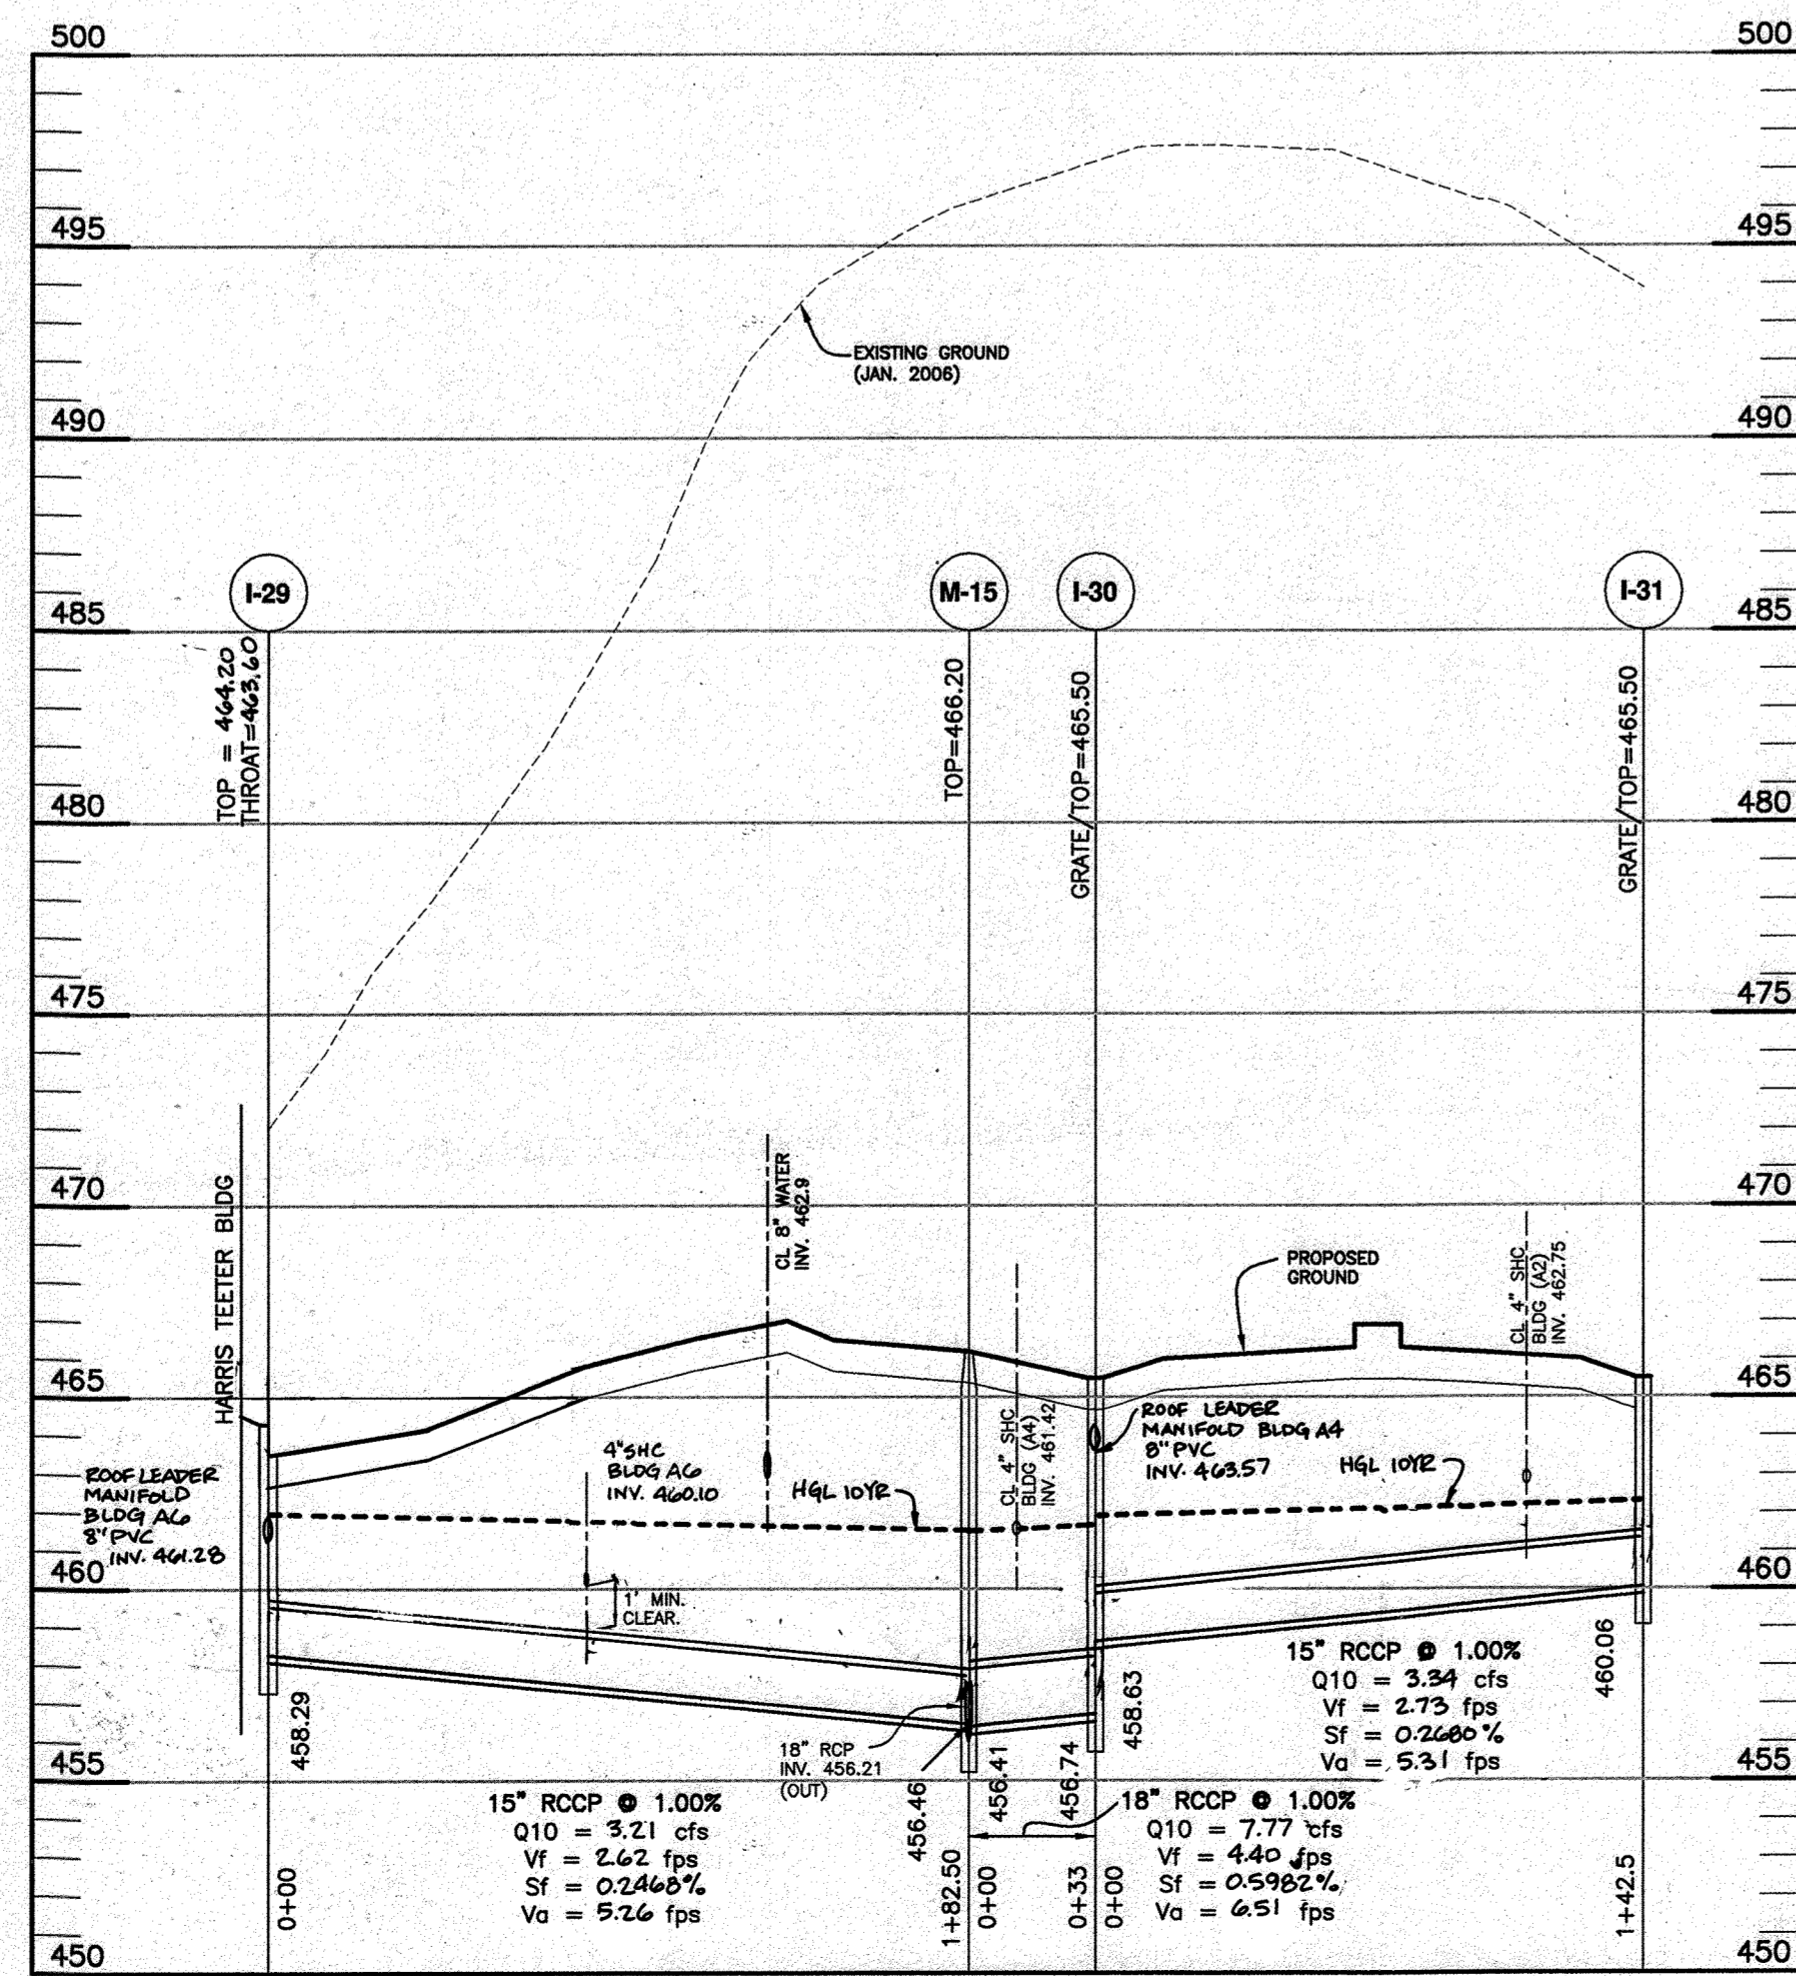 500
500
495
495
EXISTING GROUND
(JAN. 2006)
490
490
I-29
M-15
I-30
I-31
485
485
TOP = 464.20
THROAT=463.60
TOP=466.20
GRATE/TOP=465.50
GRATE/TOP=465.50
480
480
475
475
470
470
HARRIS TEETER BLDG
CL 8" WATER
INV. 462.9
PROPOSED
GROUND
CL 4" SHC
BLDG (A2)
INV. 462.75
465
465
ROOF LEADER
MANIFOLD
BLDG A6
8" PVC
INV. 461.28
4" SHC
BLDG A6
INV. 460.10
HGL 10YR
CL 4" SHC
BLDG (A4)
INV. 461.42
ROOF LEADER
MANIFOLD BLDG A4
8" PVC
INV. 463.57
HGL 10YR
460
460
1' MIN.
CLEAR.
458.29
18" RCP
INV. 456.21
(OUT)
456.46
456.41
456.74
458.63
460.06
15" RCCP @ 1.00%
Q10 = 3.34 cfs
Vf = 2.73 fps
Sf = 0.2680%
Va = 5.31 fps
455
455
15" RCCP @ 1.00%
Q10 = 3.21 cfs
Vf = 2.62 fps
Sf = 0.2468%
Va = 5.26 fps
18" RCCP @ 1.00%
Q10 = 7.77 cfs
Vf = 4.40 fps
Sf = 0.5982%
Va = 6.51 fps
0+00
1+82.50
0+00
0+33
0+00
1+42.5
450
450